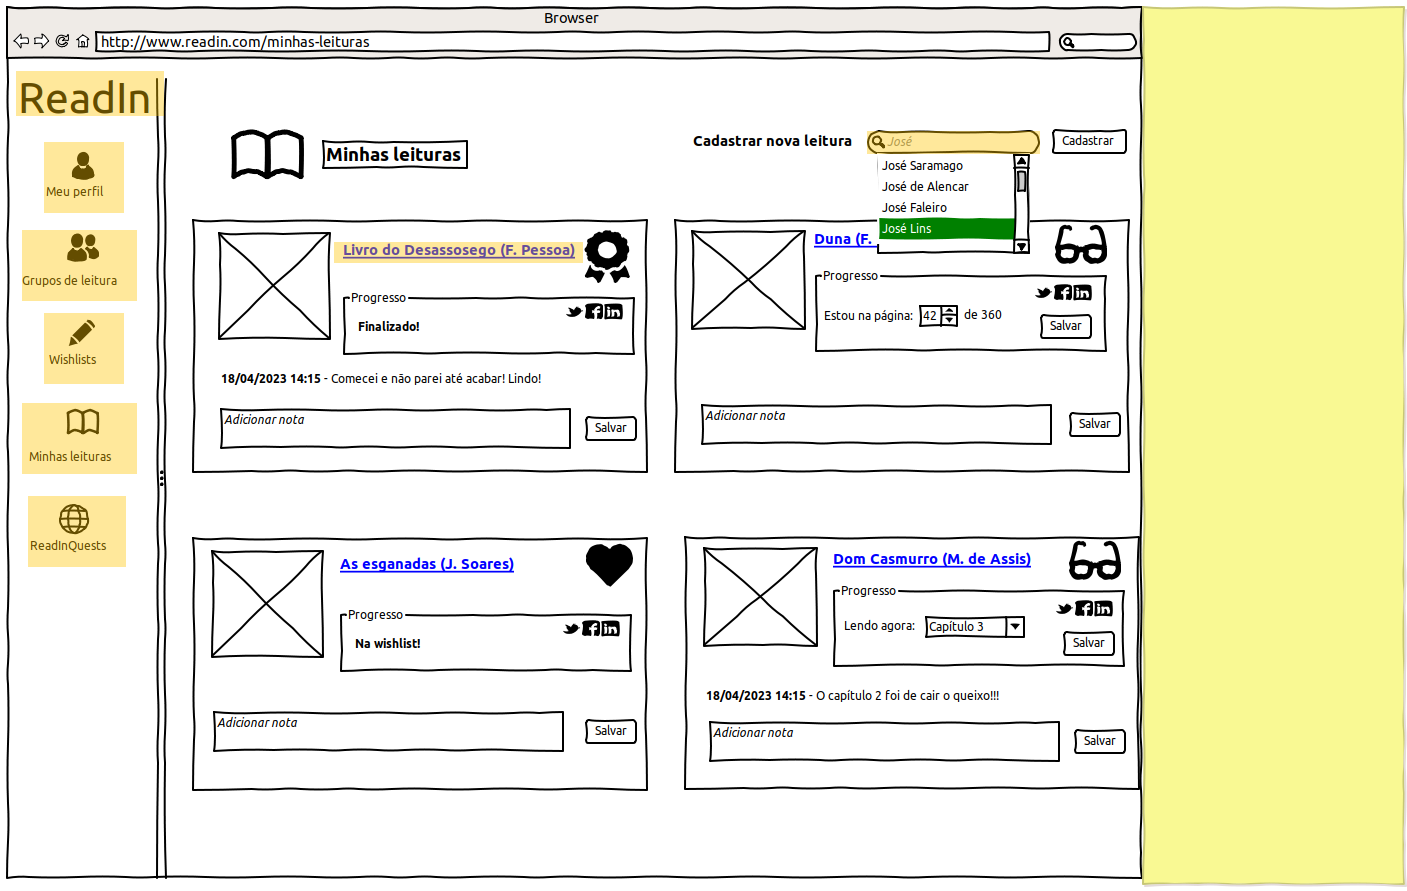 Browser
http://www.readin.com/minhas-leituras
ReadIn
Meu perfil
Grupos de leitura
Wishlists
Minhas leituras
ReadInQuests
Minhas leituras
Cadastrar nova leitura
José
Cadastrar
José Saramago
José de Alencar
José Faleiro
José Lins
Livro do Desassosego (F. Pessoa)
Progresso
Finalizado!
18/04/2023 14:15 - Comecei e não parei até acabar! Lindo!
Adicionar nota
Salvar
Duna (F.
Progresso
Estou na página: 42 de 360
Salvar
Adicionar nota
Salvar
As esganadas (J. Soares)
Progresso
Na wishlist!
Adicionar nota
Salvar
Dom Casmurro (M. de Assis)
Progresso
Lendo agora: Capítulo 3
Salvar
18/04/2023 14:15 - O capítulo 2 foi de cair o queixo!!!
Adicionar nota
Salvar